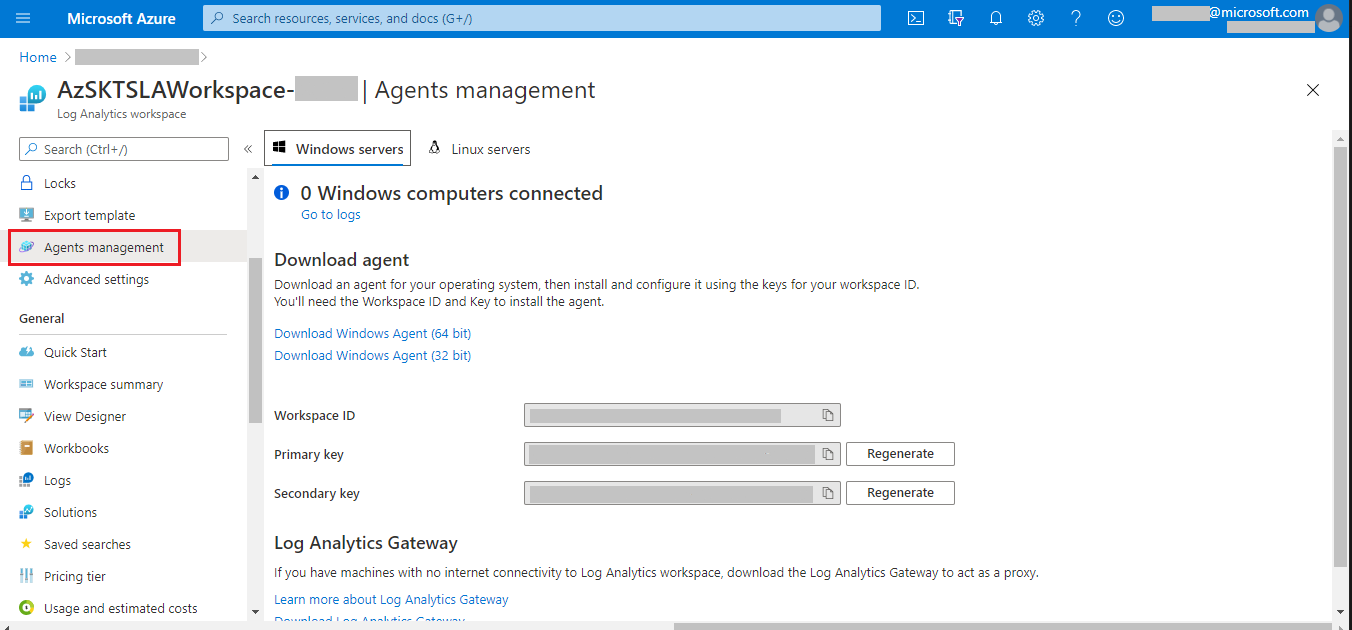 Microsoft Azure
Search resources, services, and docs (G+/)
@microsoft.com
Home
AzSKTSLAWorkspace- | Agents management
Log Analytics workspace
Search (Ctrl+/)
«
Locks
Export template
Agents management
Advanced settings
General
Quick Start
Workspace summary
View Designer
Workbooks
Logs
Solutions
Saved searches
Pricing tier
Usage and estimated costs
Windows servers
Linux servers
0 Windows computers connected
Go to logs
Download agent
Download an agent for your operating system, then install and configure it using the keys for your workspace ID.
You'll need the Workspace ID and Key to install the agent.
Download Windows Agent (64 bit)
Download Windows Agent (32 bit)
Workspace ID
Primary key
Regenerate
Secondary key
Regenerate
Log Analytics Gateway
If you have machines with no internet connectivity to Log Analytics workspace, download the Log Analytics Gateway to act as a proxy.
Learn more about Log Analytics Gateway
Download Log Analytics Gateway